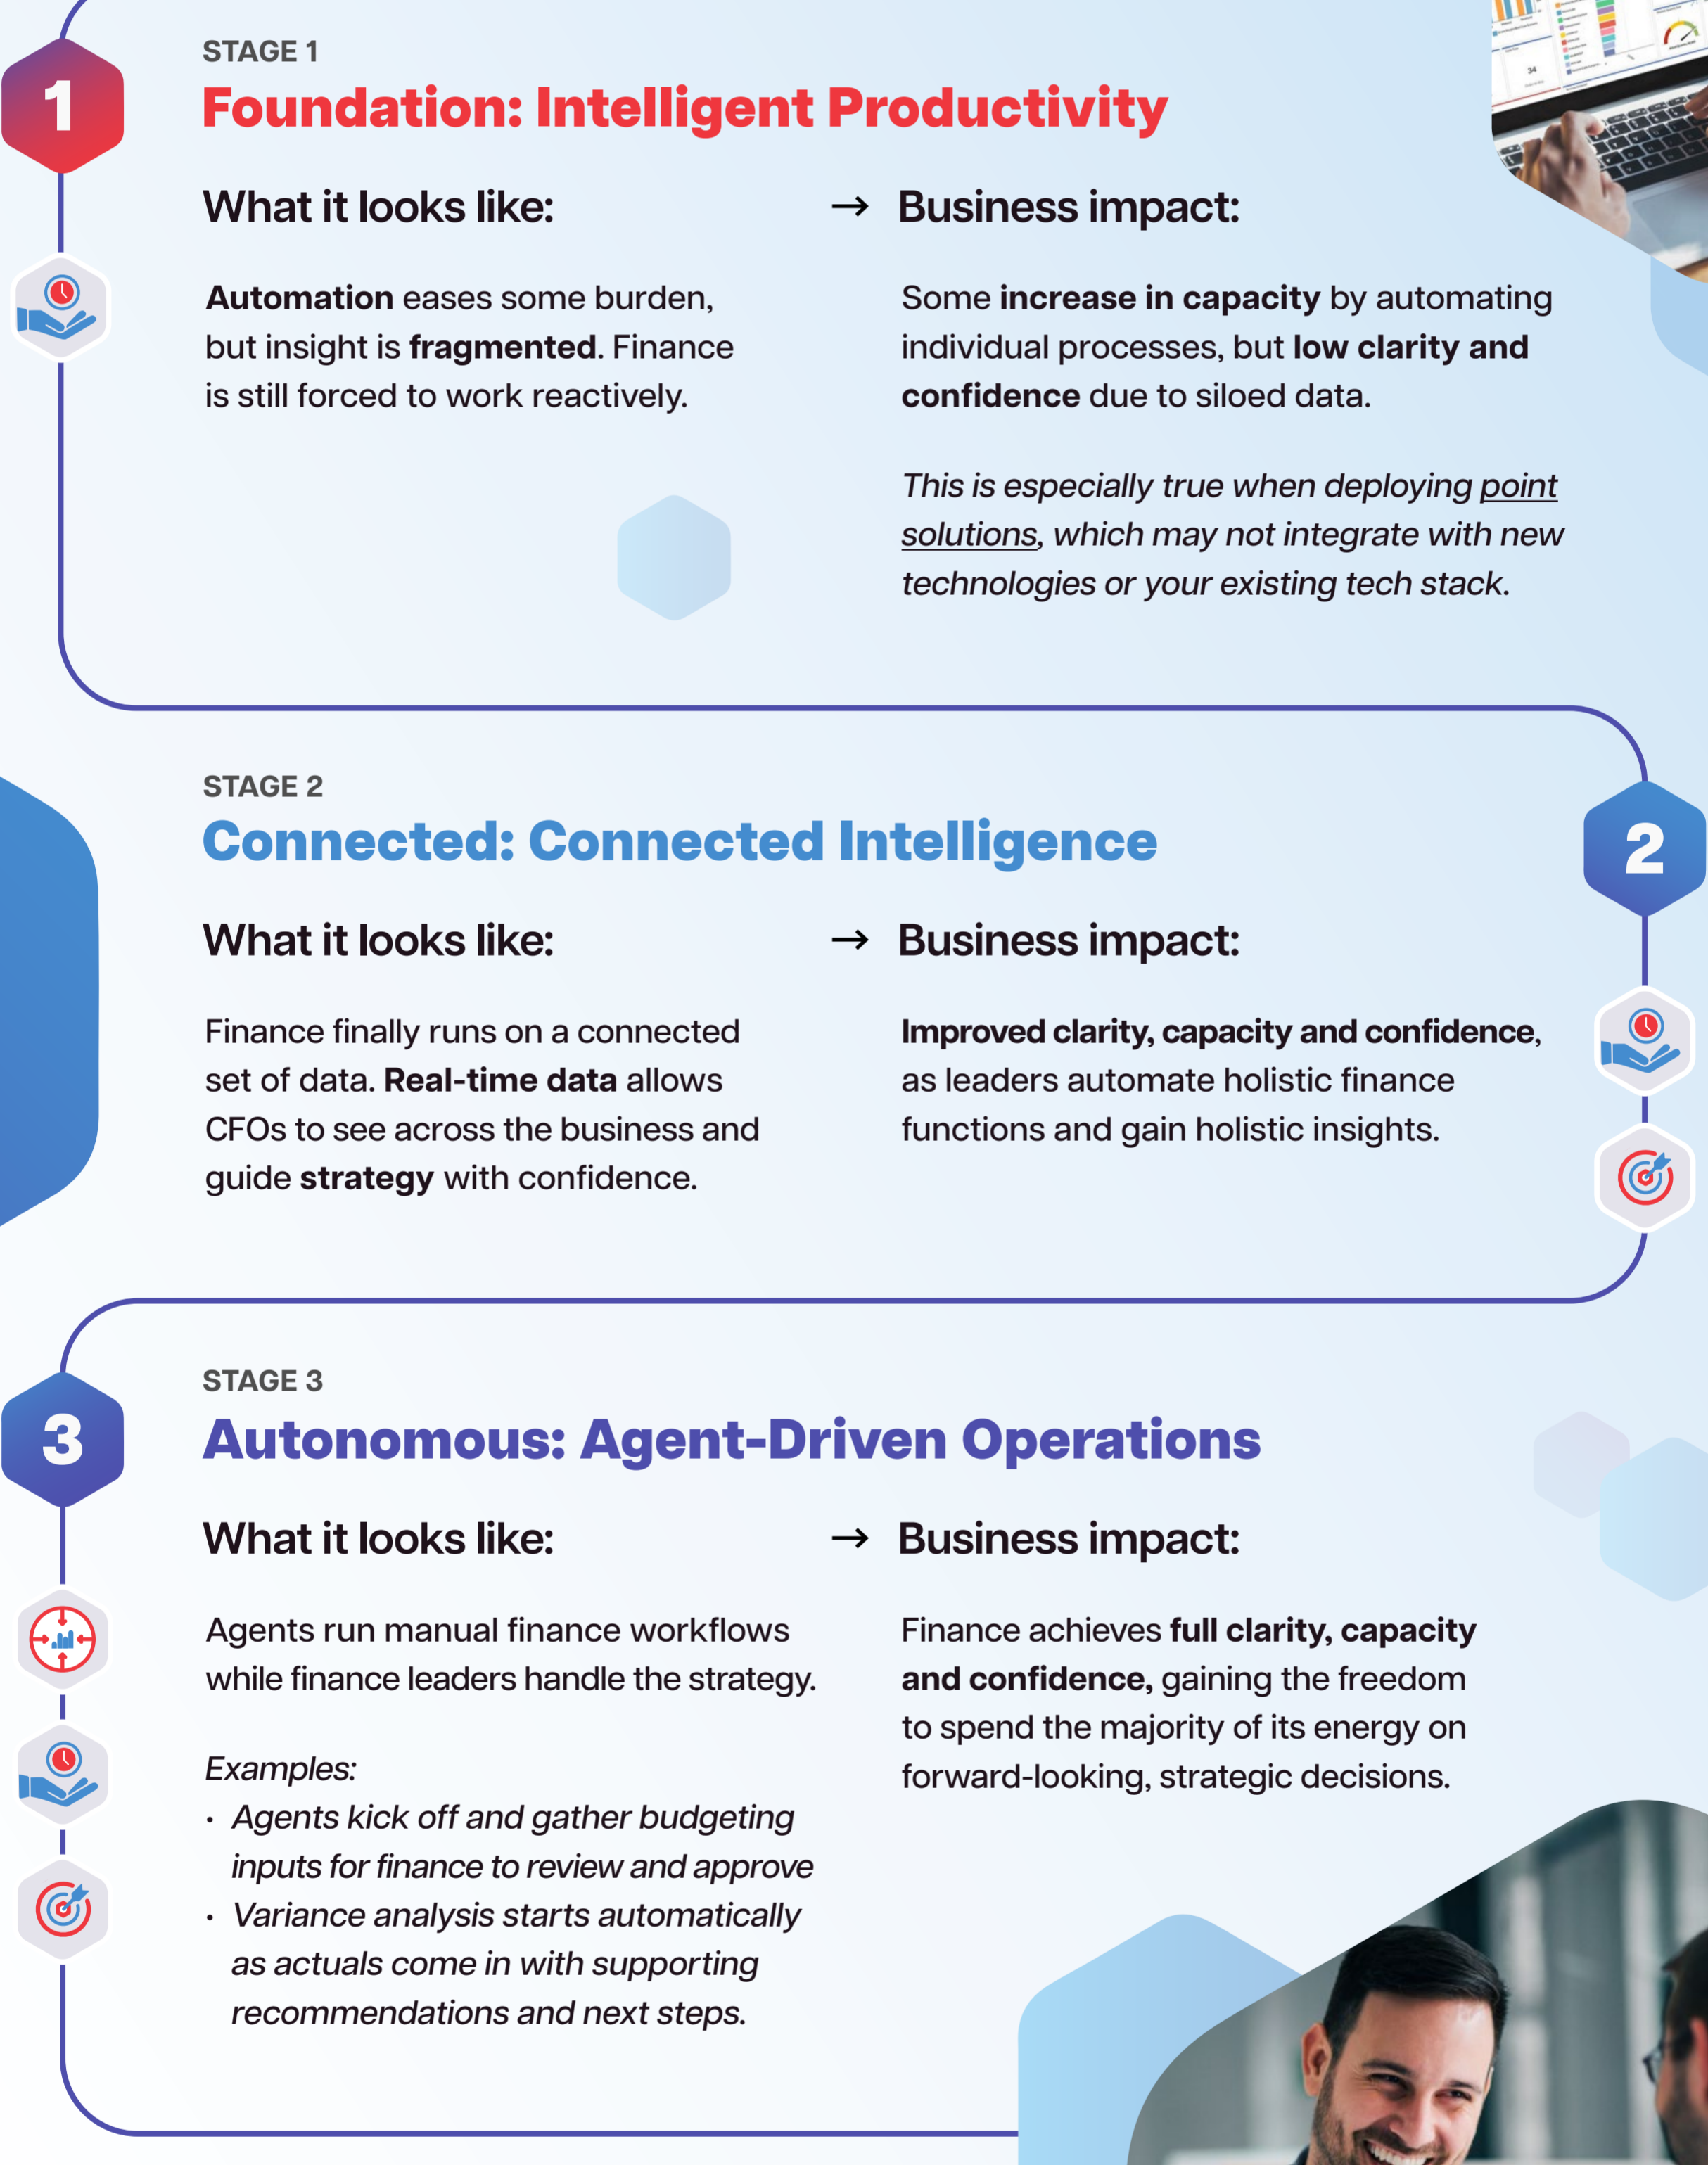 1
STAGE 1
Foundation: Intelligent Productivity
What it looks like:
Automation eases some burden,
but insight is fragmented. Finance
is still forced to work reactively.
→ Business impact:
Some increase in capacity by automating
individual processes, but low clarity and
confidence due to siloed data.
This is especially true when deploying point
solutions, which may not integrate with new
technologies or your existing tech stack.
STAGE 2
Connected: Connected Intelligence
2
What it looks like:
Finance finally runs on a connected
set of data. Real-time data allows
CFOs to see across the business and
guide strategy with confidence.
→ Business impact:
Improved clarity, capacity and confidence,
as leaders automate holistic finance
functions and gain holistic insights.
3
STAGE 3
Autonomous: Agent-Driven Operations
What it looks like:
Agents run manual finance workflows
while finance leaders handle the strategy.
Examples:
· Agents kick off and gather budgeting
inputs for finance to review and approve
· Variance analysis starts automatically
as actuals come in with supporting
recommendations and next steps.
→ Business impact:
Finance achieves full clarity, capacity
and confidence, gaining the freedom
to spend the majority of its energy on
forward-looking, strategic decisions.
34